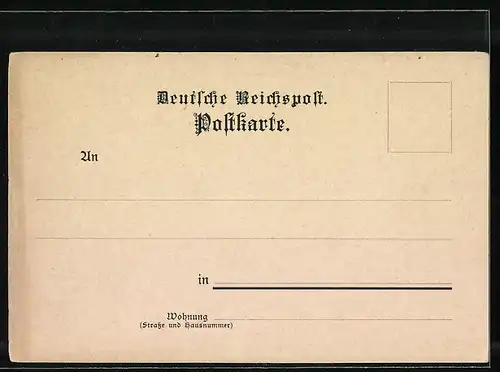 Deutsche Reichspost.
Postkarte.
An
in
Wohnung
(Straße und Hausnummer)